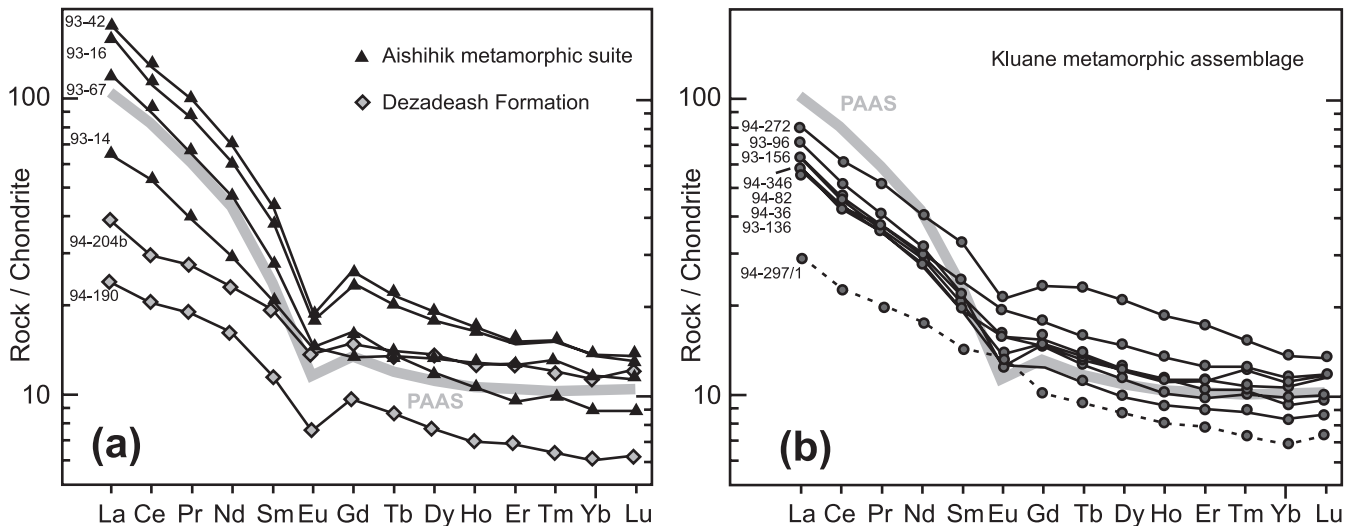 93-42
93-16
93-67
93-14
94-204b
94-190
100
10
Rock / Chondrite
Aishihik metamorphic suite
Dezadeash Formation
PAAS
(a)
La Ce Pr Nd Sm Eu Gd Tb Dy Ho Er Tm Yb Lu
Kluane metamorphic assemblage
PAAS
100
10
Rock / Chondrite
94-272
93-96
93-156
94-346
94-82
94-36
93-136
94-297/1
(b)
La Ce Pr Nd Sm Eu Gd Tb Dy Ho Er Tm Yb Lu